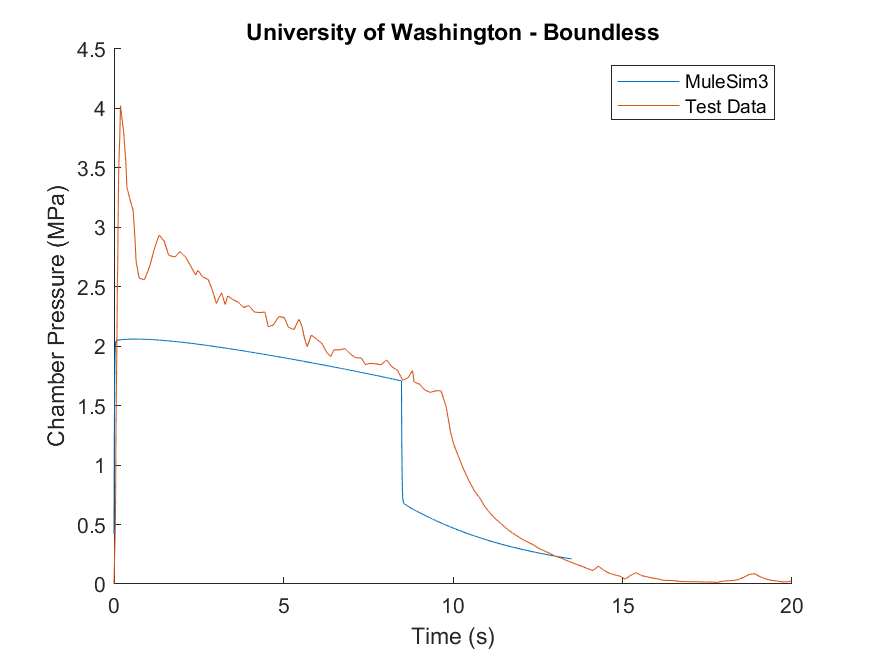 University of Washington - Boundless
MuleSim3
Test Data
4.5
4
3.5
3
2.5
2
1.5
1
0.5
0
Chamber Pressure (MPa)
0 5 10 15 20
Time (s)